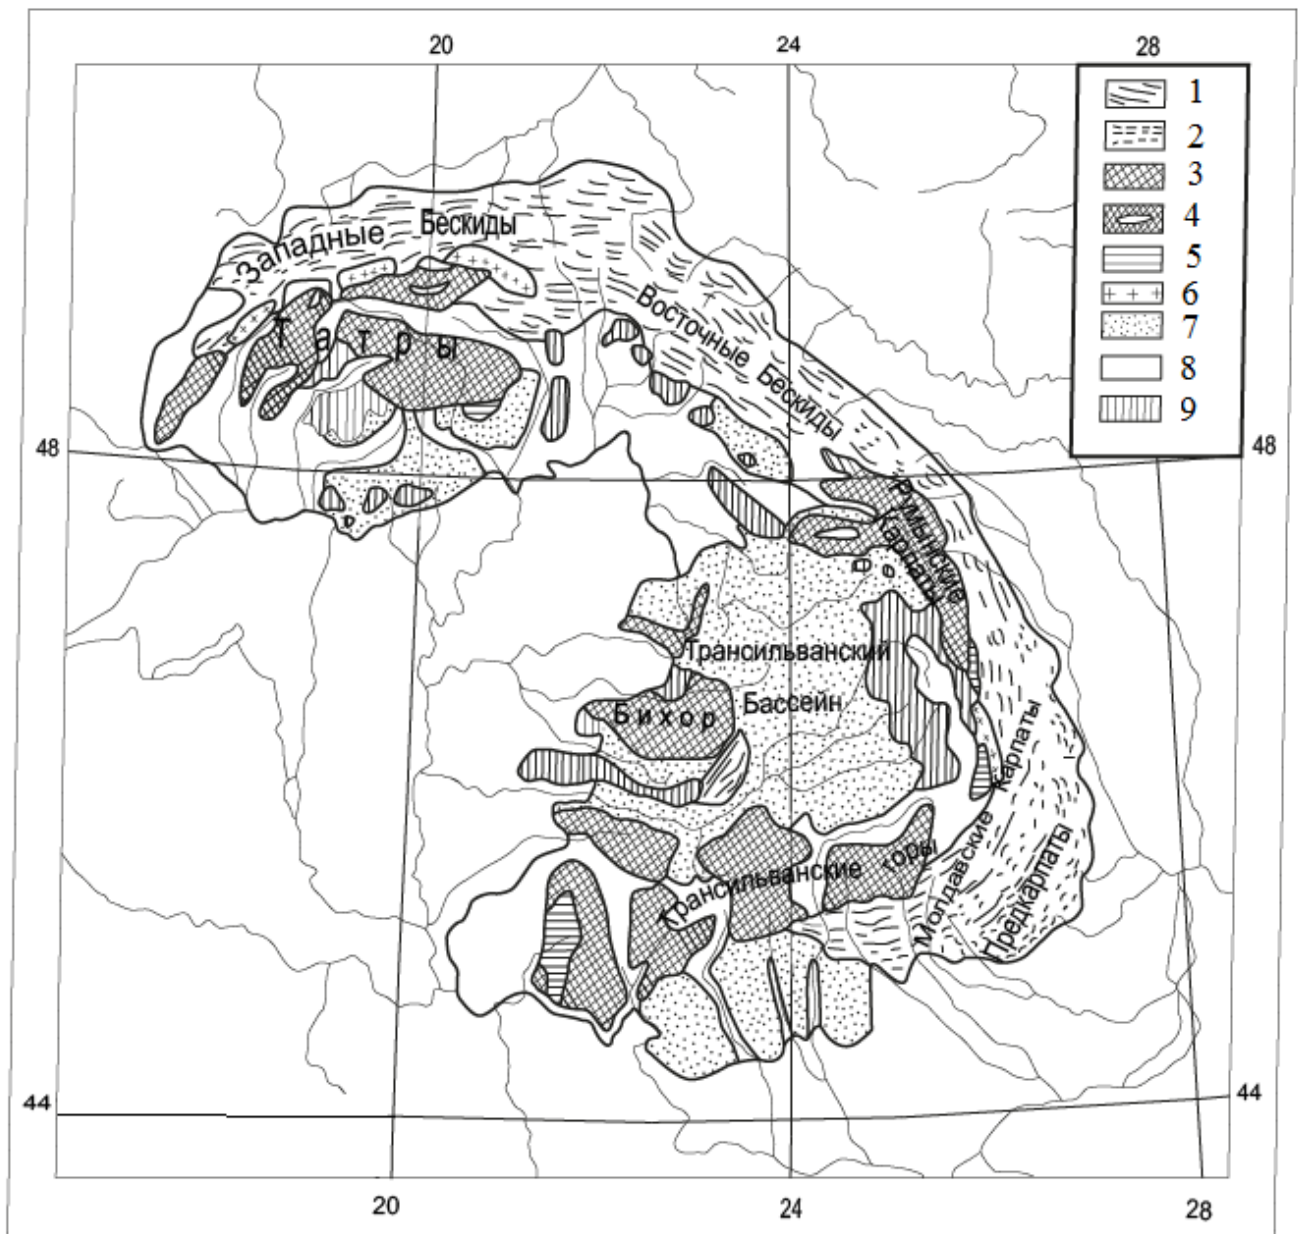 20 24 28
1
2
3
4
5
6
7
8
9
Западные Бескиды
Восточные Бескиды
Татры
48 48
Румынские
Карпаты
Трансильванский
Бассейн
Бихор
Молдавские Карпаты
Предкарпаты
Трансильванские горы
44 44
20 24 28